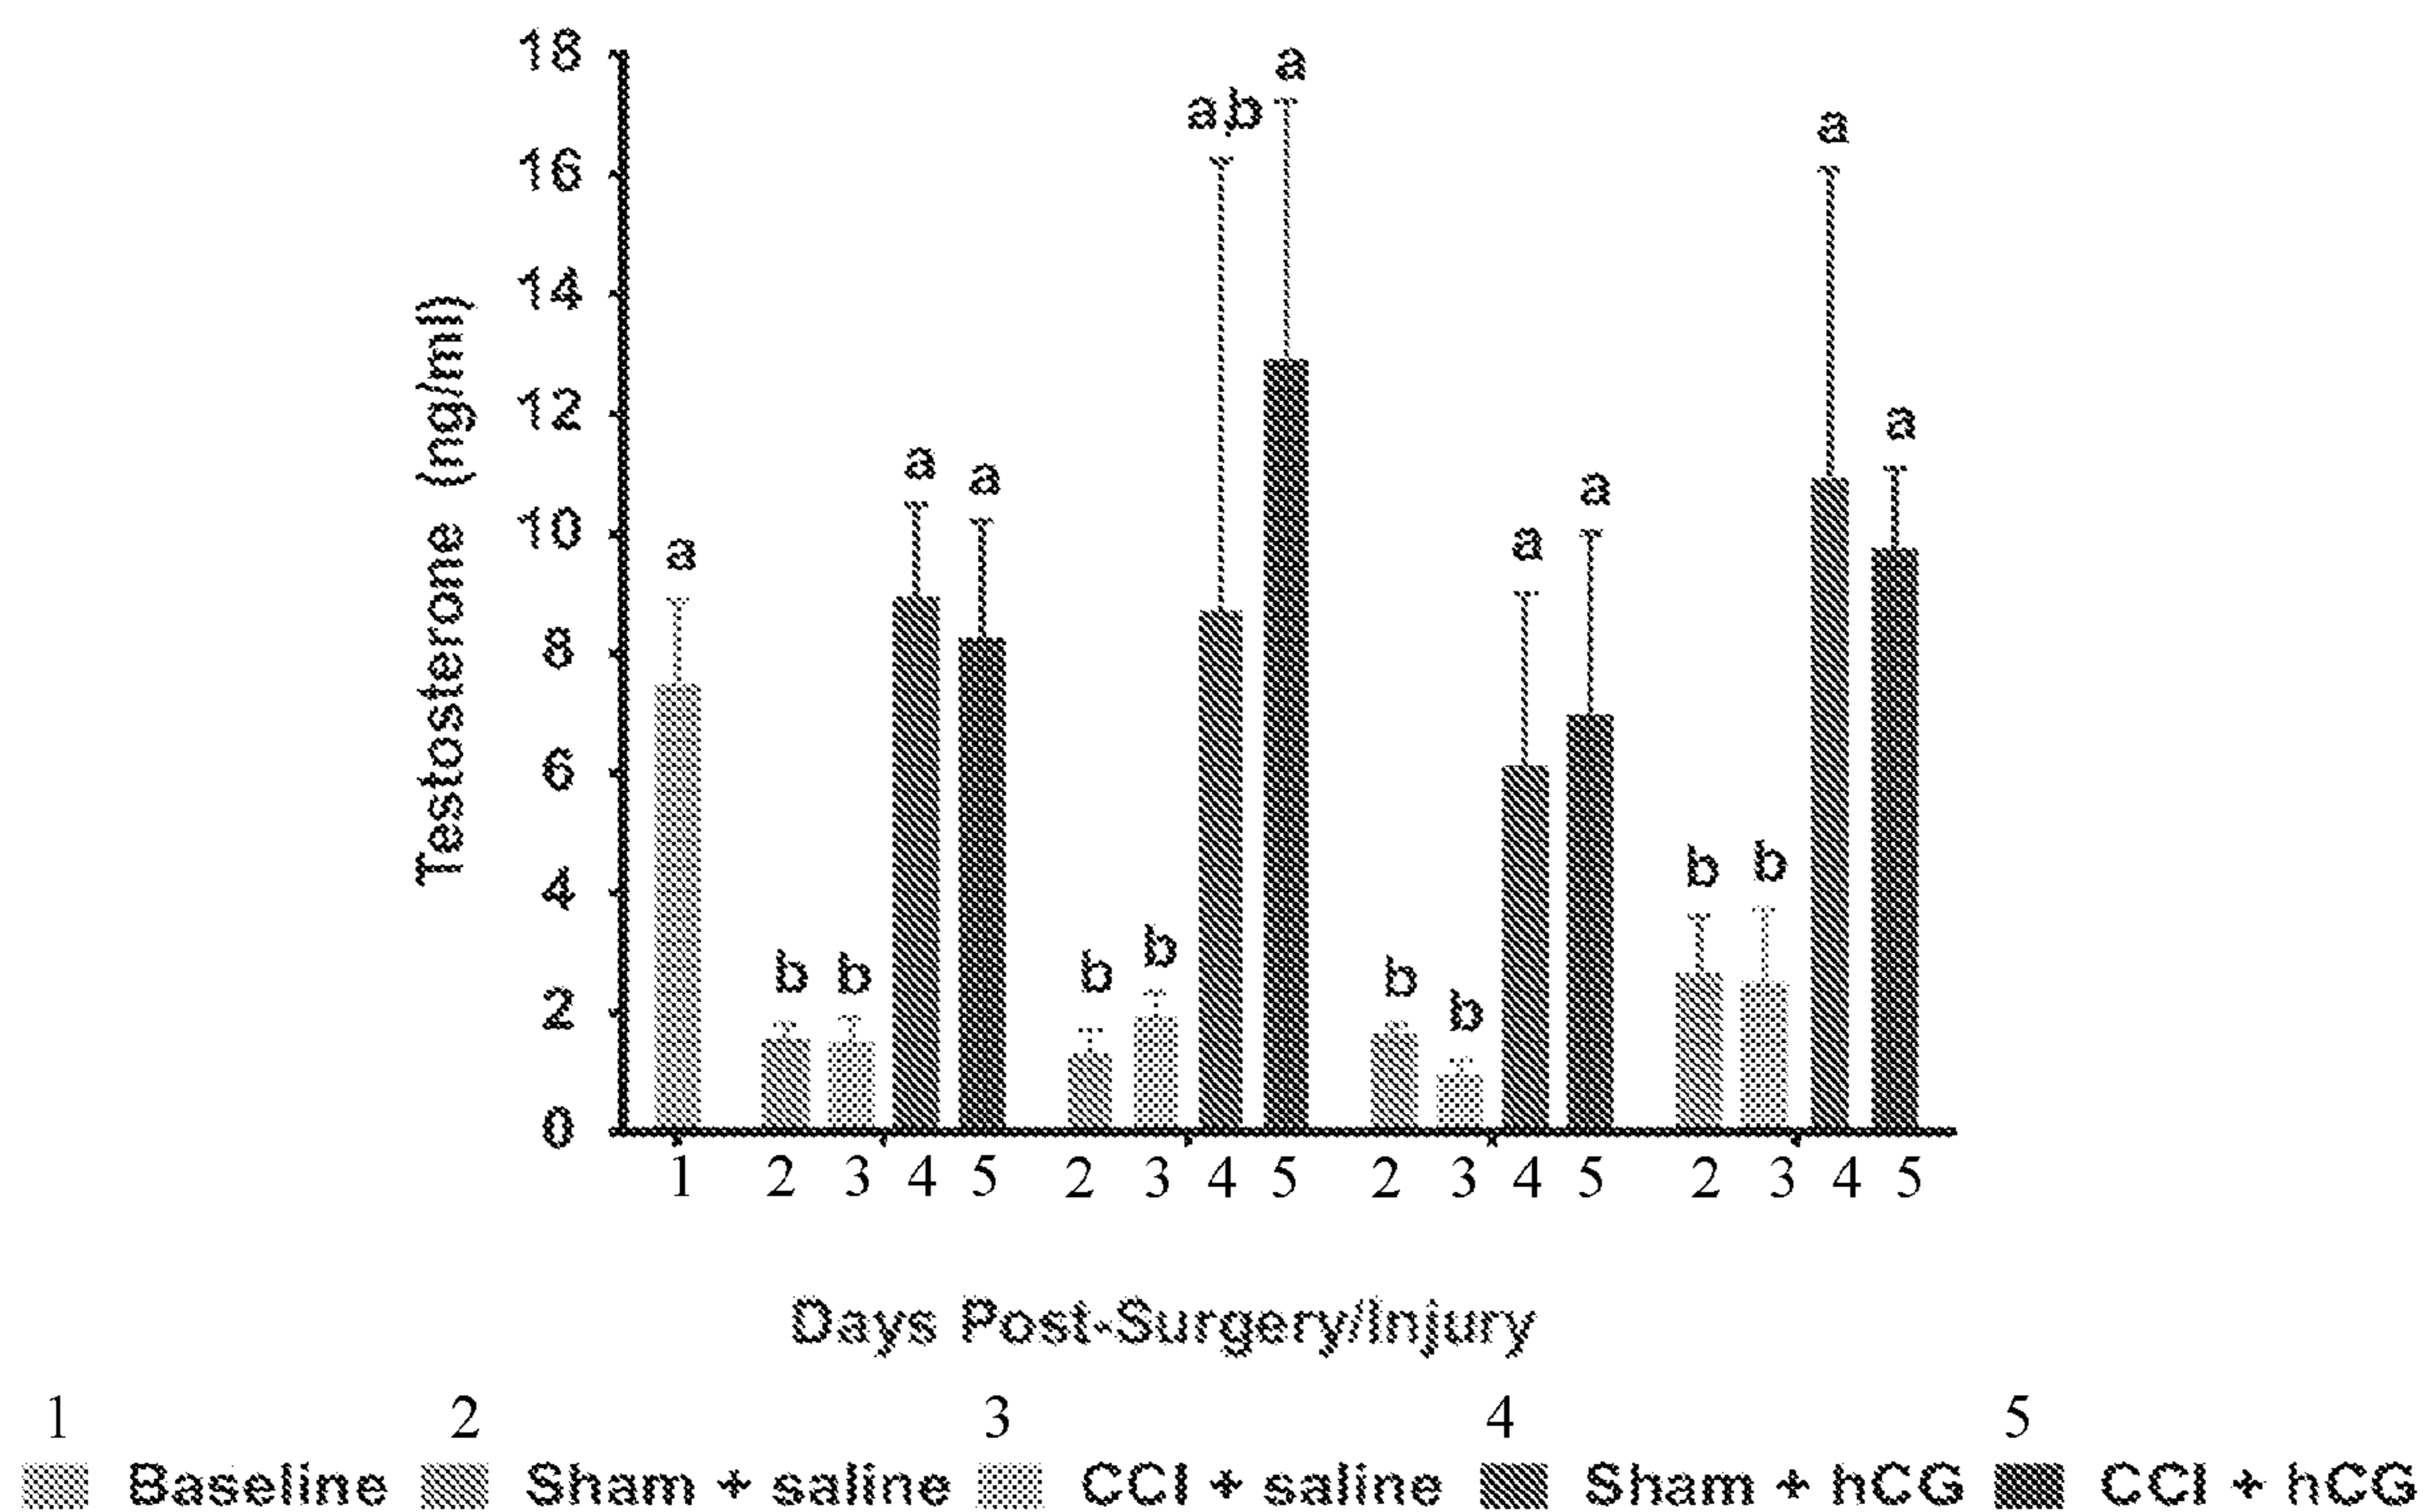 18
a
a,b
16
a
14
12
a
a
a
10
a
a
a
8
6
4
b
b
b
b
b
b
2
b
b
0
1 2 3 4 5 2 3 4 5 2 3 4 5 2 3 4 5
Testosterone (ng/ml)
Days Post-Surgery/Injury
1 2 3 4 5
Baseline Sham + saline CCI + saline Sham + hCG CCI + hCG